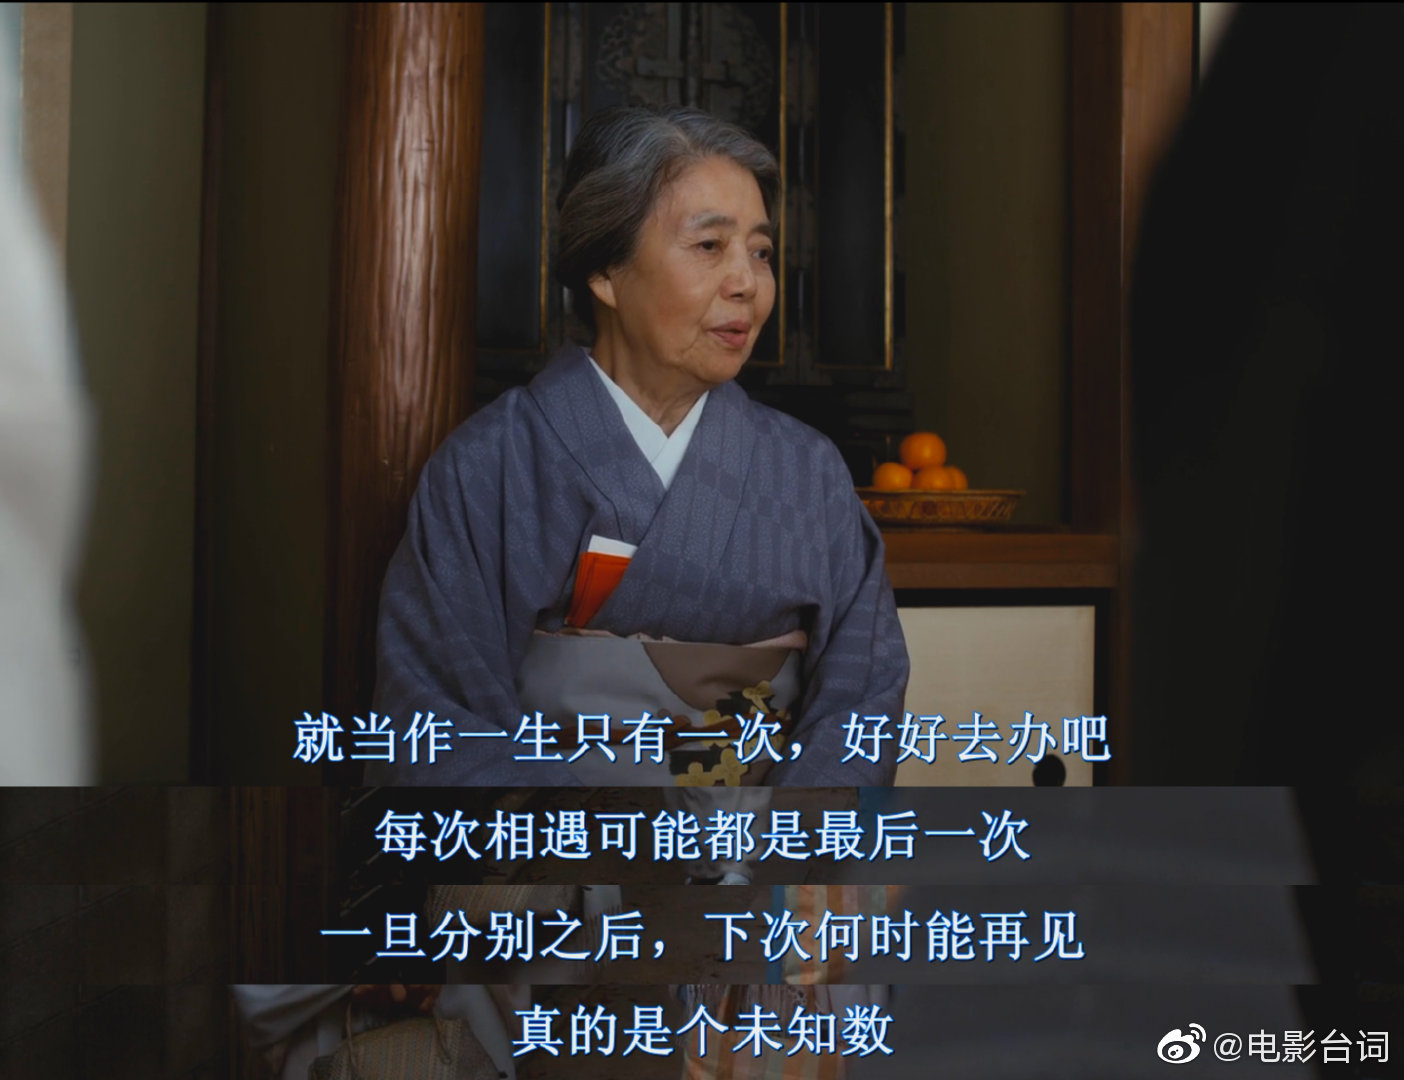 就当作一生只有一次，好好去办吧
每次相遇可能都是最后一次
一旦分别之后，下次何时能再见
真的是个未知数
@电影台词